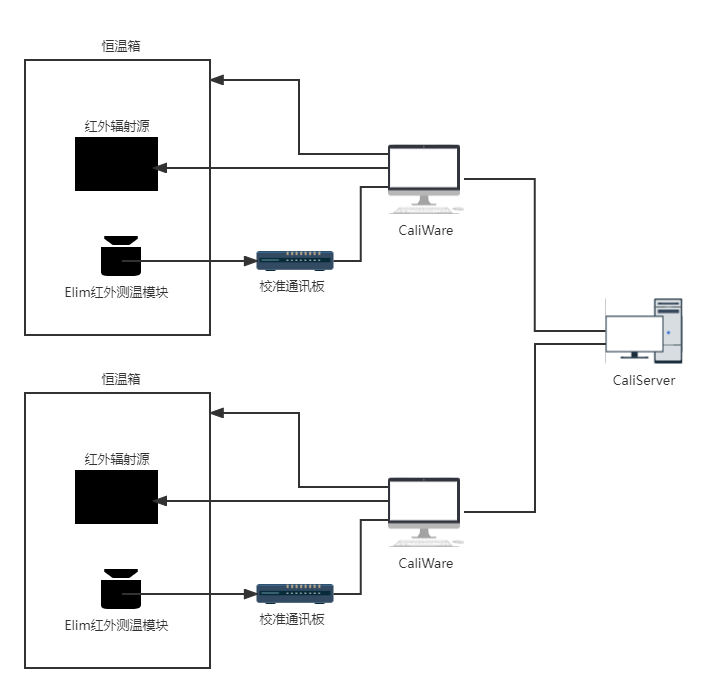 恒温箱
红外辐射源
CaliWare
Elim红外测温模块
校准通讯板
CaliServer
恒温箱
红外辐射源
CaliWare
Elim红外测温模块
校准通讯板